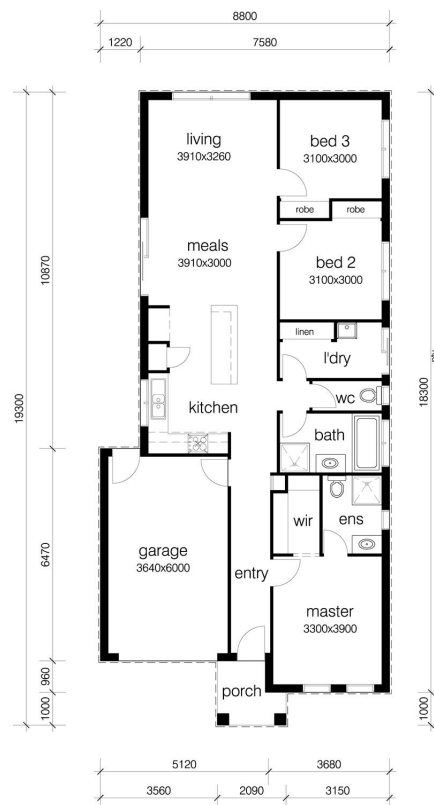 8800
1220
7580
living
3910x3260
bed 3
3100x3000
robe
robe
meals
3910x3000
bed 2
3100x3000
10870
linen
l'dry
19300
18300
wc
kitchen
bath
garage
3640x6000
wir
ens
6470
entry
master
3300x3900
960
porch
1000
1000
5120
3680
3560
2090
3150